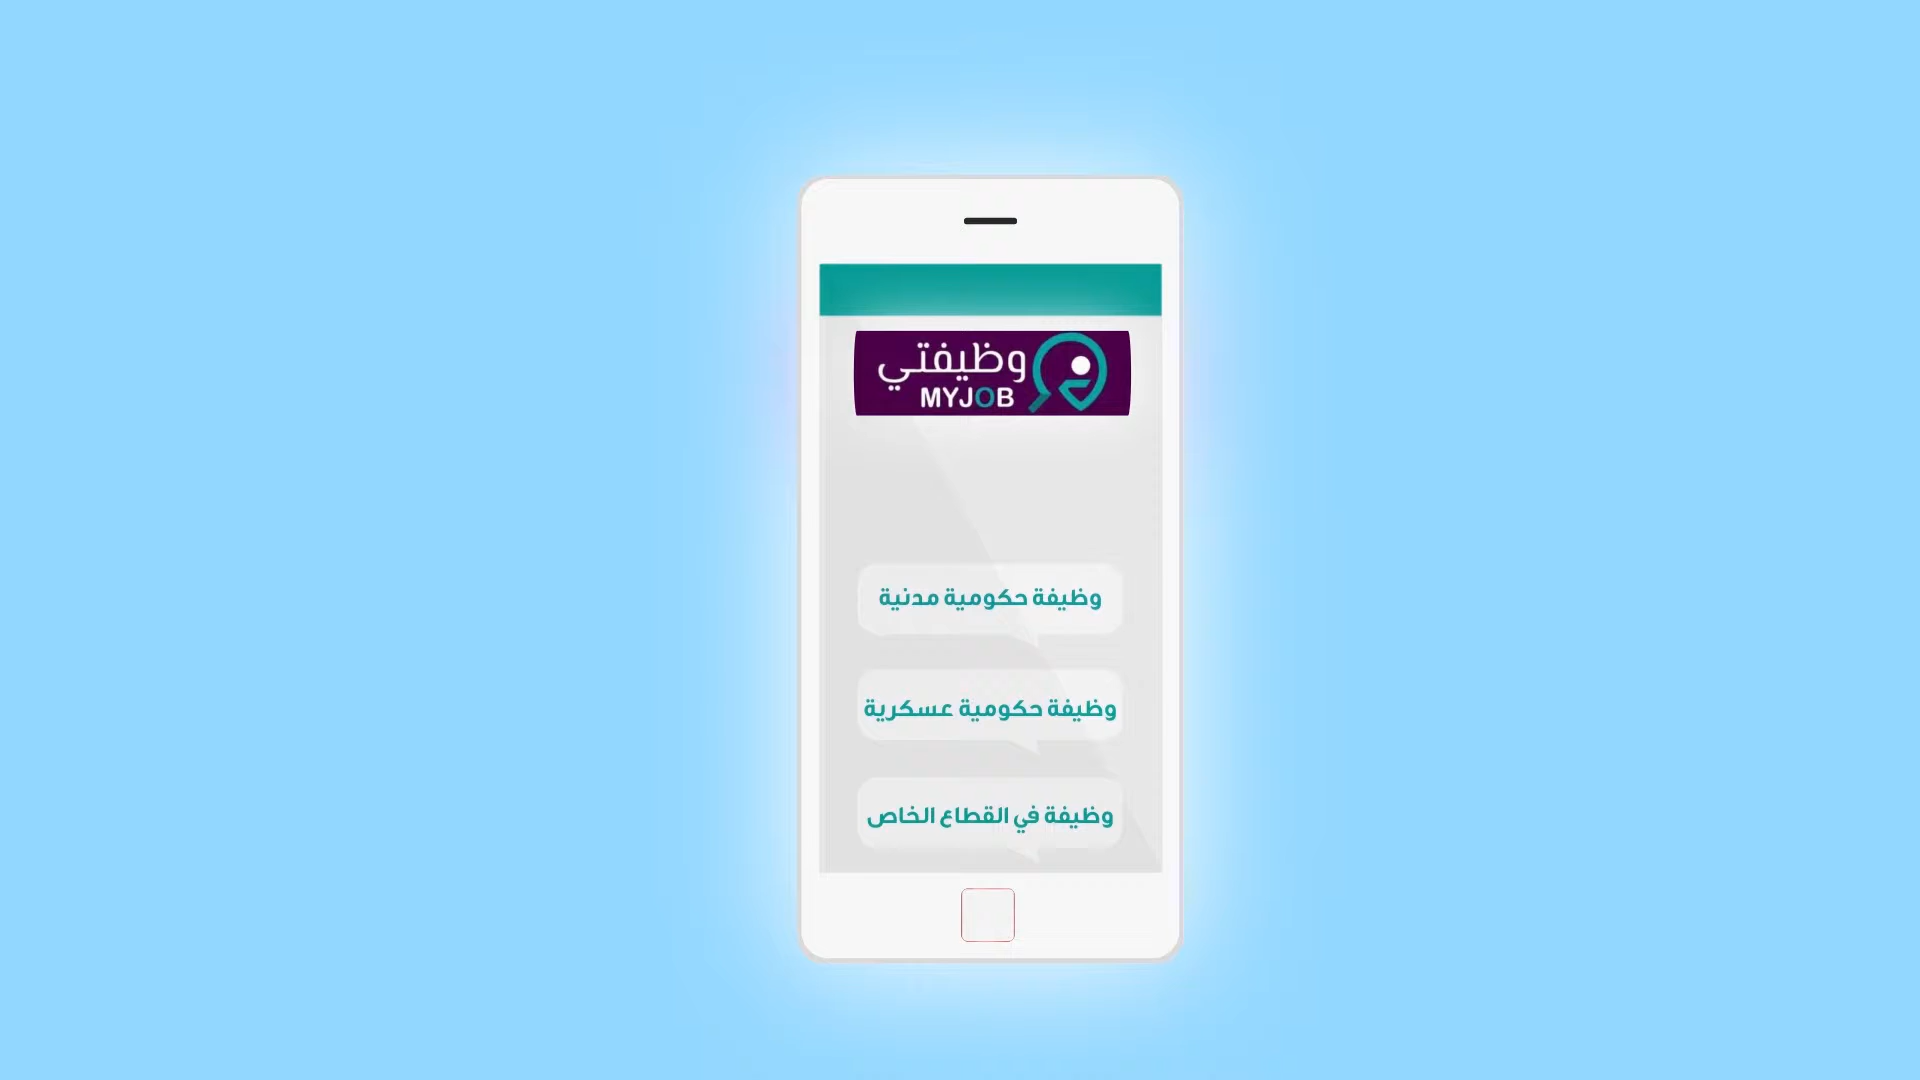 وظيفتي
MYJOB
وظيفة حكومية مدنية
وظيفة حكومية عسكرية
وظيفة في القطاع الخاص